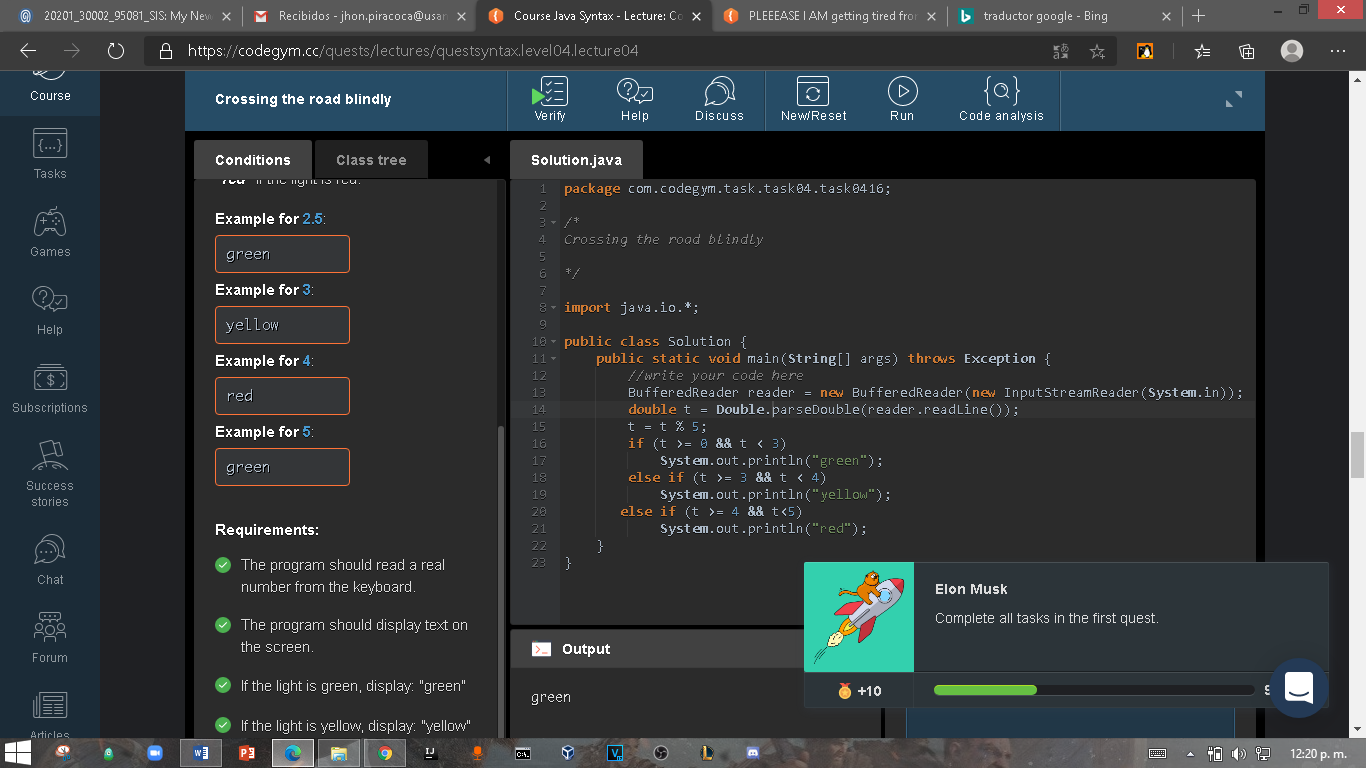 20201_30002_95081_SIS: My New
Recibidos - jhon.piracoca@usan
Course Java Syntax - Lecture: Co
PLEEEASE I AM getting tired fron
traductor google - Bing
https://codegym.cc/quests/lectures/questsyntax.level04.lecture04
Course
Tasks
Games
Help
Subscriptions
Success
stories
Chat
Forum
Articles
Crossing the road blindly
Verify
Help
Discuss
New/Reset
Run
Code analysis
Conditions
Class tree
"red" if the light is red.
Example for 2.5:
green
Example for 3:
yellow
Example for 4:
red
Example for 5:
green
Requirements:
The program should read a real
number from the keyboard.
The program should display text on
the screen.
If the light is green, display: "green"
If the light is yellow, display: "yellow"
Solution.java
1 package com.codegym.task.task04.task0416;
2
3 /*
4 Crossing the road blindly
5
6 */
7
8 import java.io.*;
9
10 public class Solution {
11 public static void main(String[] args) throws Exception {
12 //write your code here
13 BufferedReader reader = new BufferedReader(new InputStreamReader(System.in));
14 double t = Double.parseDouble(reader.readLine());
15 t = t % 5;
16 if (t >= 0 && t < 3)
17 System.out.println("green");
18 else if (t >= 3 && t < 4)
19 System.out.println("yellow");
20 else if (t >= 4 && t<5)
21 System.out.println("red");
22 }
23 }
Output
green
Elon Musk
Complete all tasks in the first quest.
+10
12:20 p. m.